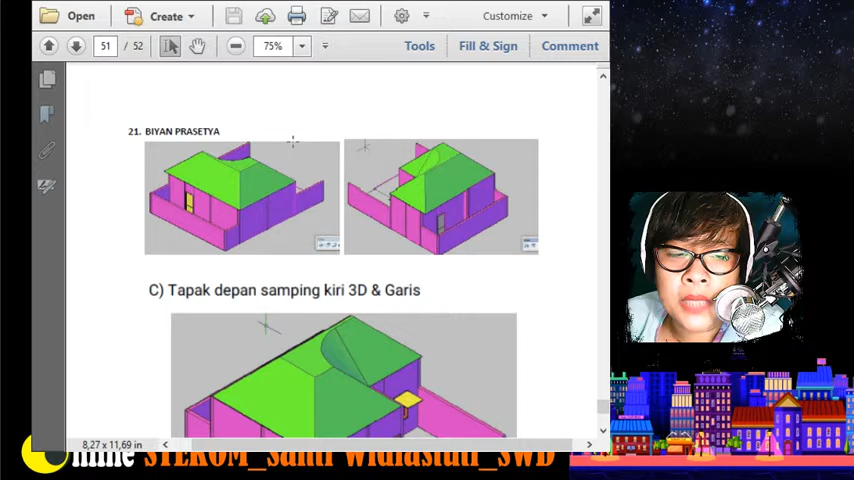 Open
Create
Customize
51 / 52
75%
Tools
Fill & Sign
Comment
21. BIYAN PRASETYA
C) Tapak depan samping kiri 3D & Garis
8,27 x 11,69 in
STEKOM_santi widiastuti_SWD